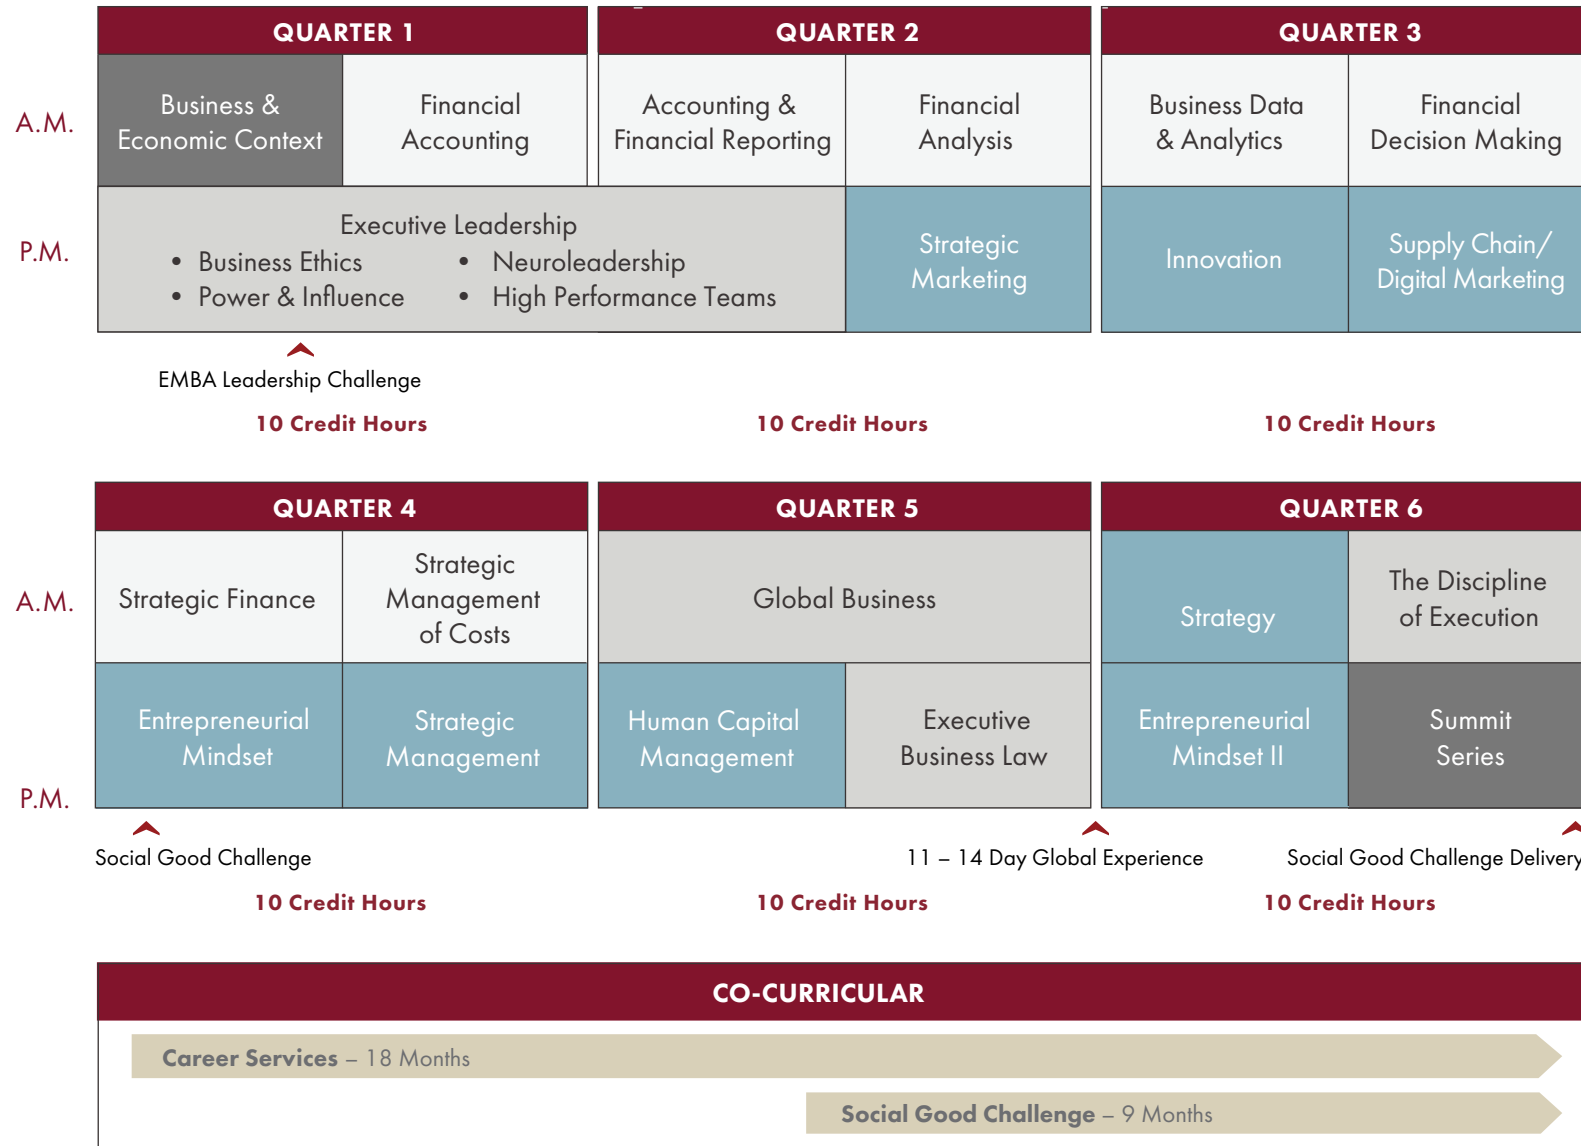 QUARTER 1
QUARTER 2
QUARTER 3
A.M.
Business &
Economic Context
Financial
Accounting
Accounting &
Financial Reporting
Financial
Analysis
Business Data
& Analytics
Financial
Decision Making
P.M.
Executive Leadership
• Business Ethics
• Neuroleadership
• Power & Influence
• High Performance Teams
Strategic
Marketing
Innovation
Supply Chain/
Digital Marketing
EMBA Leadership Challenge
10 Credit Hours
10 Credit Hours
10 Credit Hours
QUARTER 4
QUARTER 5
QUARTER 6
A.M.
Strategic Finance
Strategic
Management
of Costs
Global Business
Strategy
The Discipline
of Execution
P.M.
Entrepreneurial
Mindset
Strategic
Management
Human Capital
Management
Executive
Business Law
Entrepreneurial
Mindset II
Summit
Series
Social Good Challenge
11 – 14 Day Global Experience
Social Good Challenge Delivery
10 Credit Hours
10 Credit Hours
10 Credit Hours
CO-CURRICULAR
Career Services – 18 Months
Social Good Challenge – 9 Months